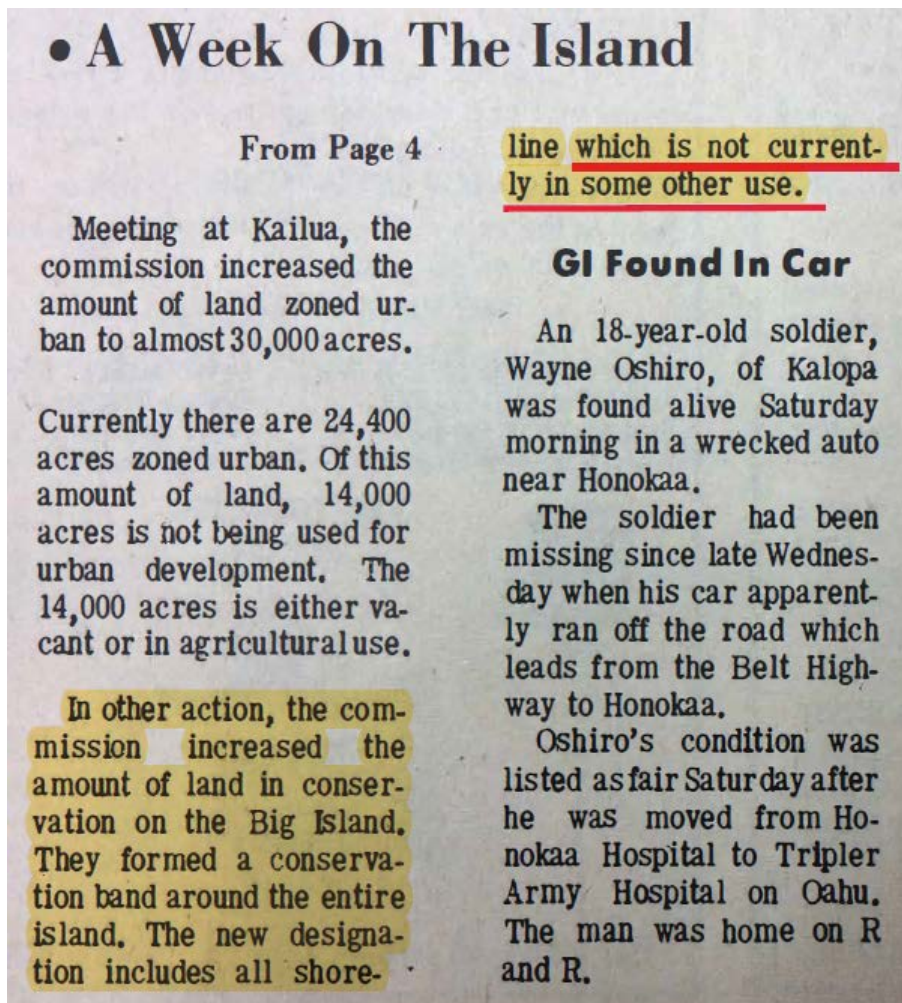 • A Week On The Island
From Page 4
Meeting at Kailua, the
commission increased the
amount of land zoned ur-
ban to almost 30,000 acres.
Currently there are 24,400
acres zoned urban. Of this
amount of land, 14,000
acres is not being used for
urban development. The
14,000 acres is either va-
cant or in agricultural use.
In other action, the com-
mission increased the
amount of land in conser-
vation on the Big Island.
They formed a conserva-
tion band around the entire
island. The new designa-
tion includes all shore-
line which is not current-
ly in some other use.
GI Found In Car
An 18-year-old soldier,
Wayne Oshiro, of Kalopa
was found alive Saturday
morning in a wrecked auto
near Honokaa.
The soldier had been
missing since late Wednes-
day when his car apparent-
ly ran off the road which
leads from the Belt High-
way to Honokaa.
Oshiro's condition was
listed as fair Saturday after
he was moved from Ho-
nokaa Hospital to Tripler
Army Hospital on Oahu.
The man was home on R
and R.